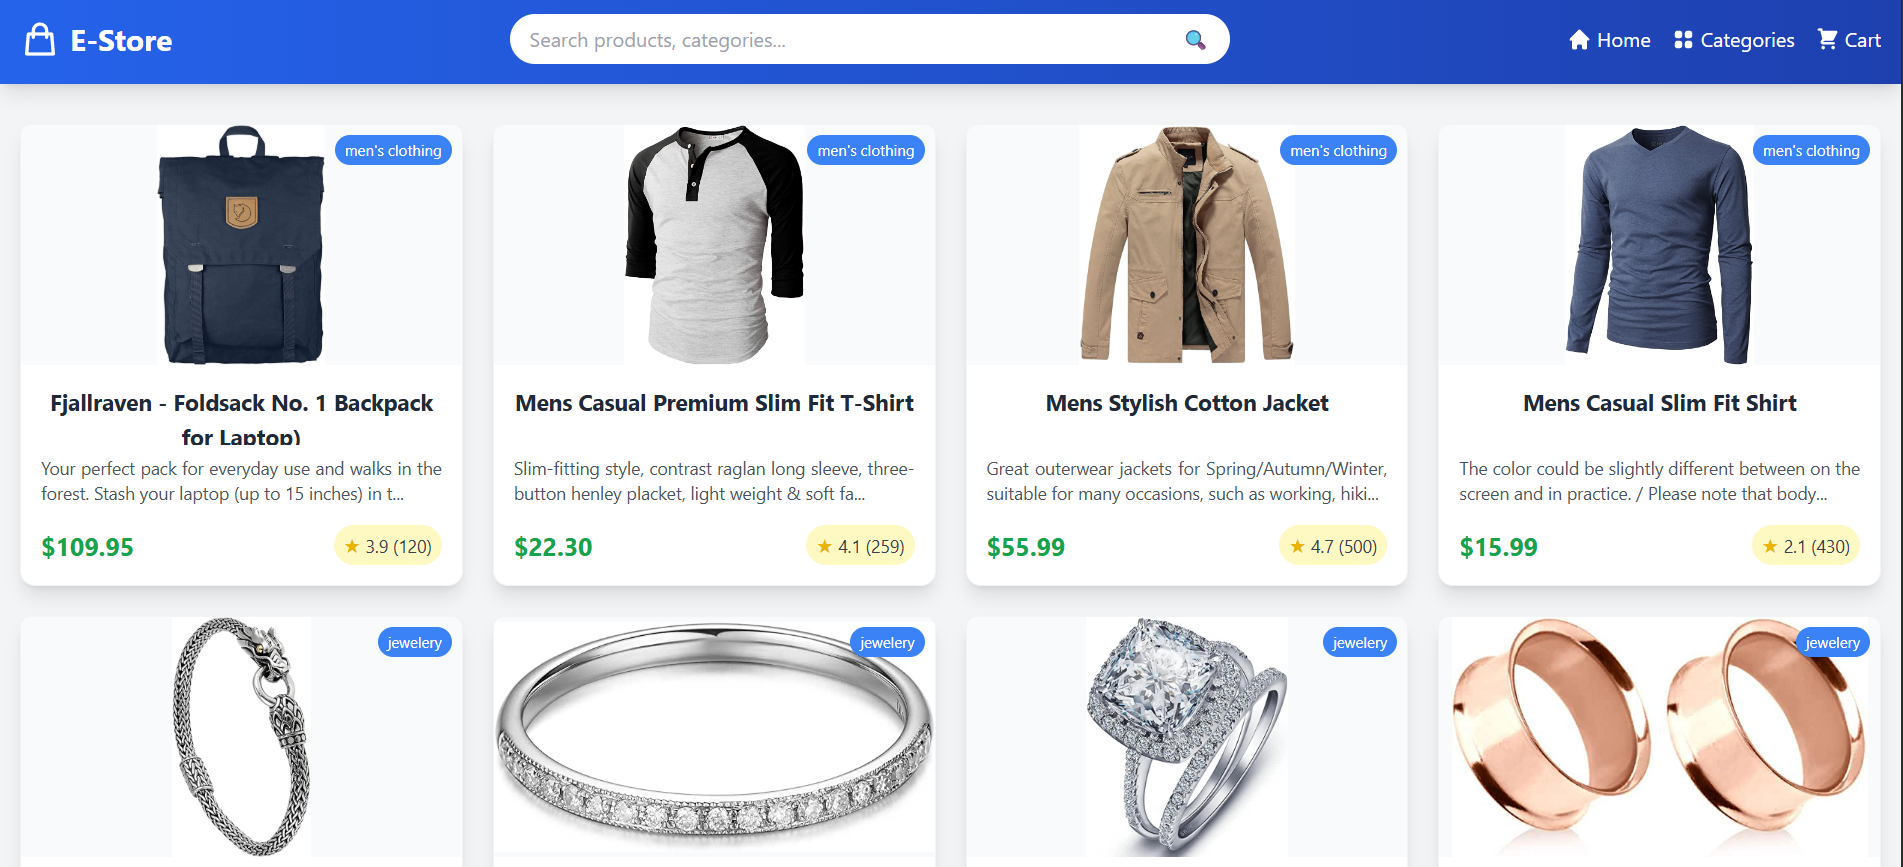 E-Store
Search products, categories...
Home
Categories
Cart
men's clothing
Fjallraven - Foldsack No. 1 Backpack
for Laptop)
Your perfect pack for everyday use and walks in the
forest. Stash your laptop (up to 15 inches) in t...
$109.95
★ 3.9 (120)
men's clothing
Mens Casual Premium Slim Fit T-Shirt
Slim-fitting style, contrast raglan long sleeve, three-
button henley placket, light weight & soft fa...
$22.30
★ 4.1 (259)
men's clothing
Mens Stylish Cotton Jacket
Great outerwear jackets for Spring/Autumn/Winter,
suitable for many occasions, such as working, hiki...
$55.99
★ 4.7 (500)
men's clothing
Mens Casual Slim Fit Shirt
The color could be slightly different between on the
screen and in practice. / Please note that body...
$15.99
★ 2.1 (430)
jewelery
jewelery
jewelery
jewelery